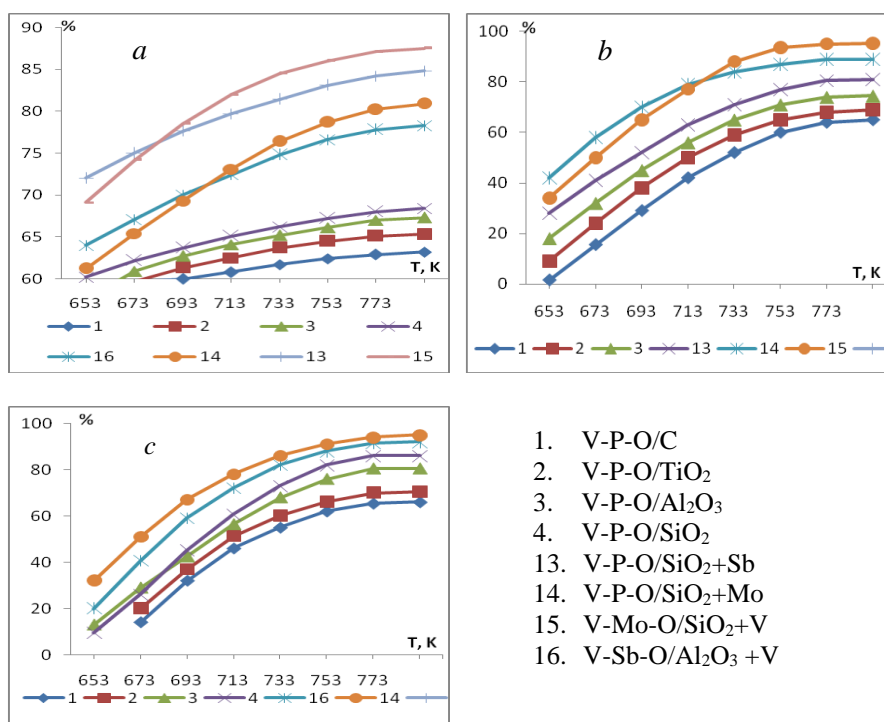 %
a
90
85
80
75
70
65
60
T, K
653 673 693 713 733 753 773
1 2 3 4
16 14 13 15
%
b
100
80
60
40
20
0
T, K
653 673 693 713 733 753 773
1 2 3 13 14 15
%
c
100
80
60
40
20
0
T, K
653 673 693 713 733 753 773
1 2 3 4 16 14
1. V-P-O/C
2. V-P-O/TiO₂
3. V-P-O/Al₂O₃
4. V-P-O/SiO₂
13. V-P-O/SiO₂+Sb
14. V-P-O/SiO₂+Mo
15. V-Mo-O/SiO₂+V
16. V-Sb-O/Al₂O₃ +V